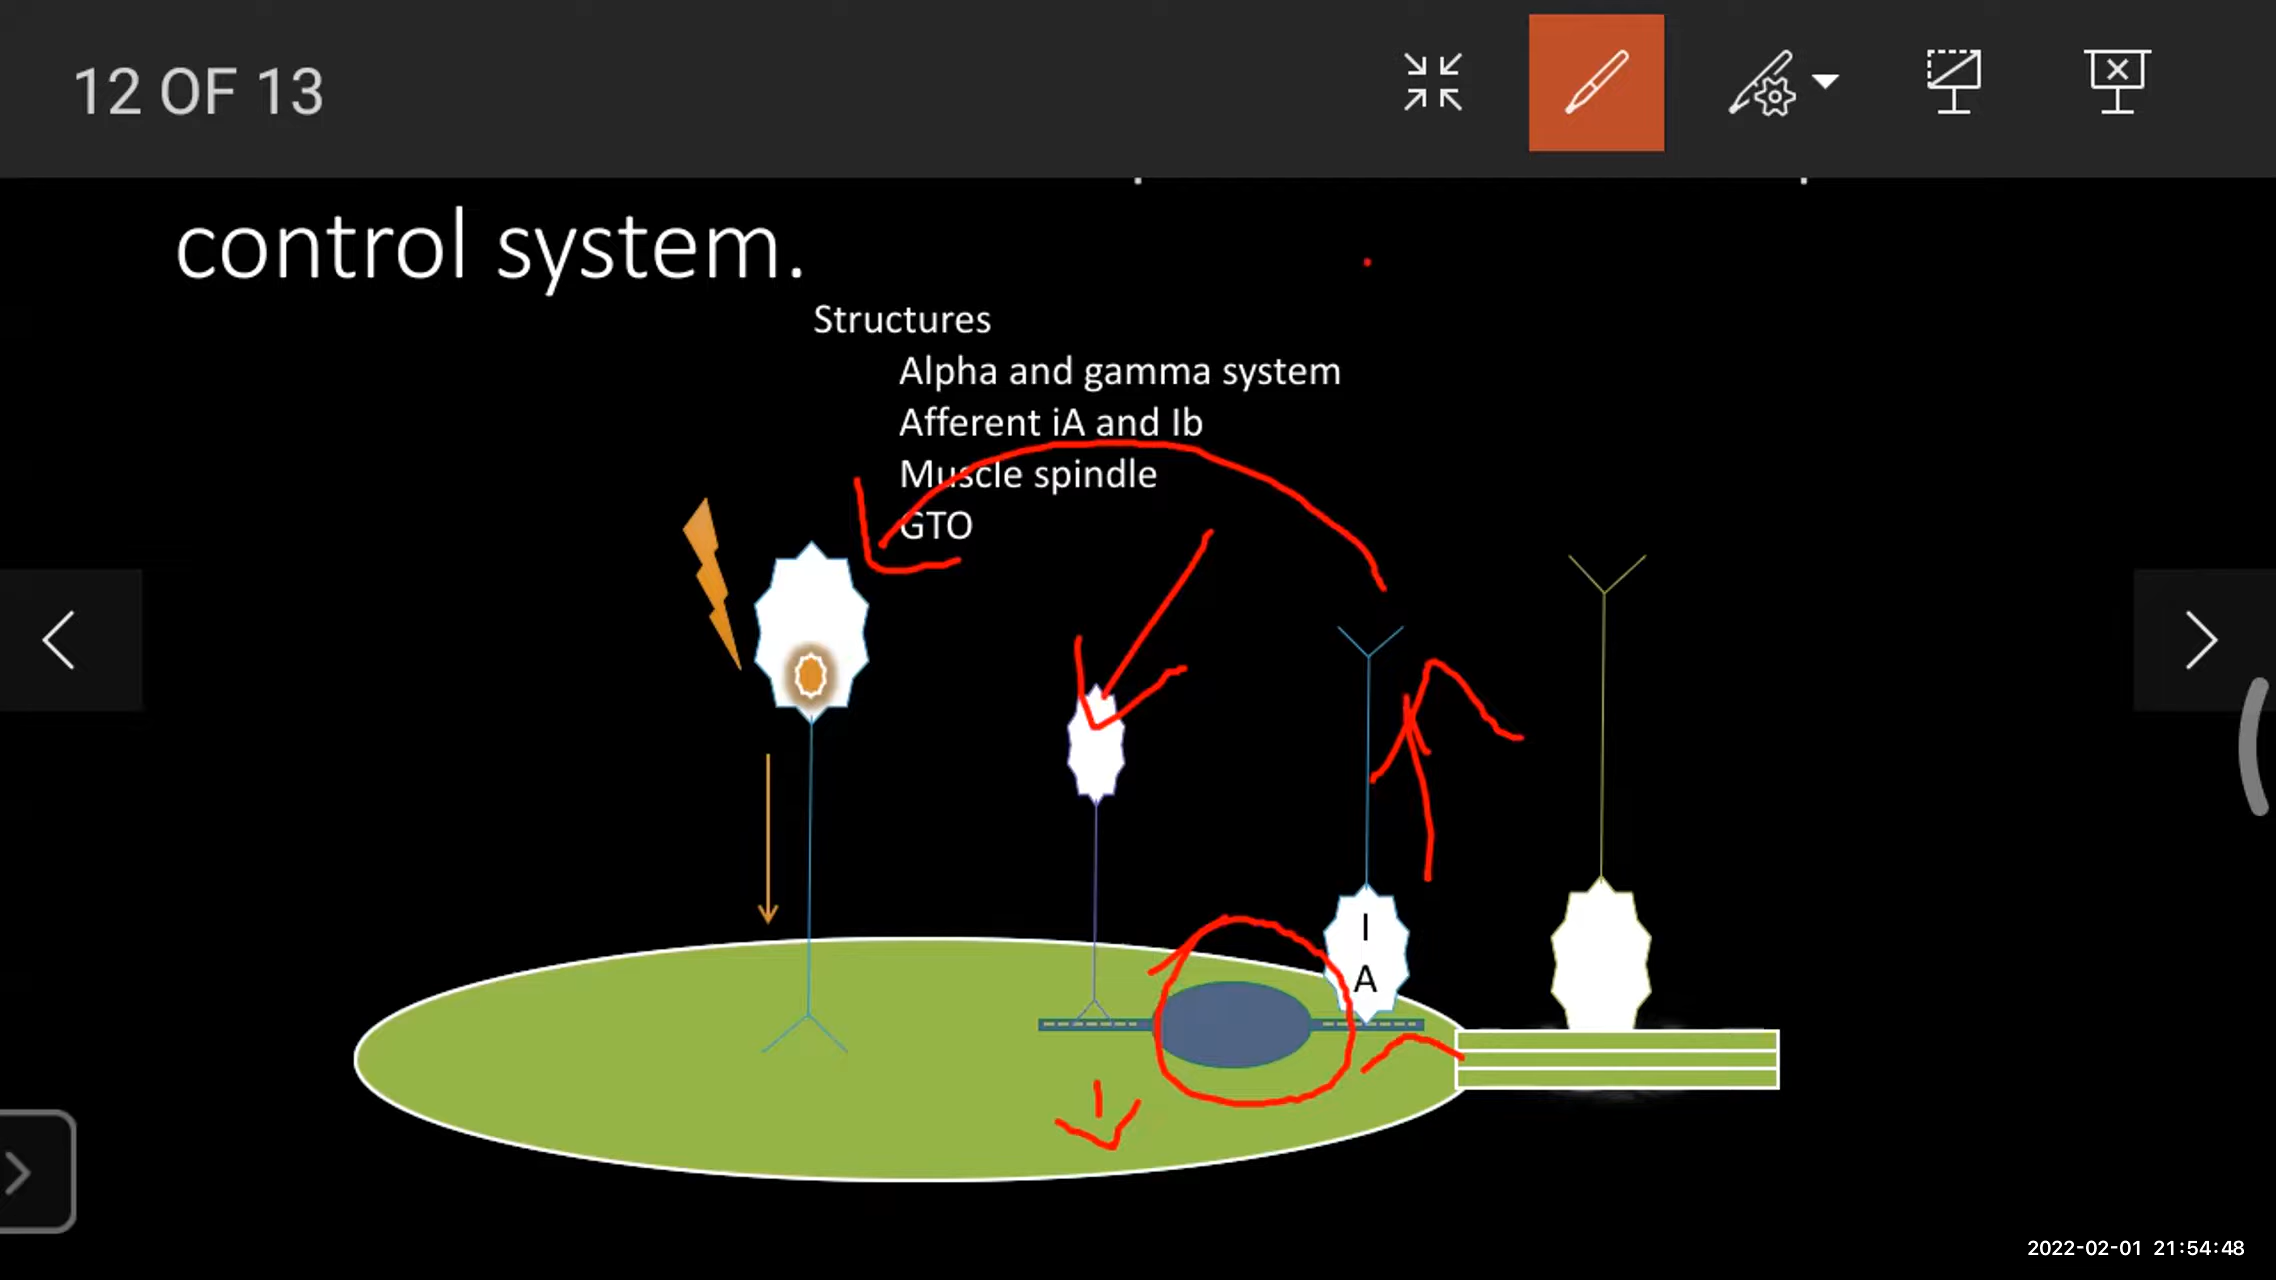 12 OF 13
control system.
Structures
Alpha and gamma system
Afferent iA and Ib
Muscle spindle
GTO
I
A
2022-02-01 21:54:48